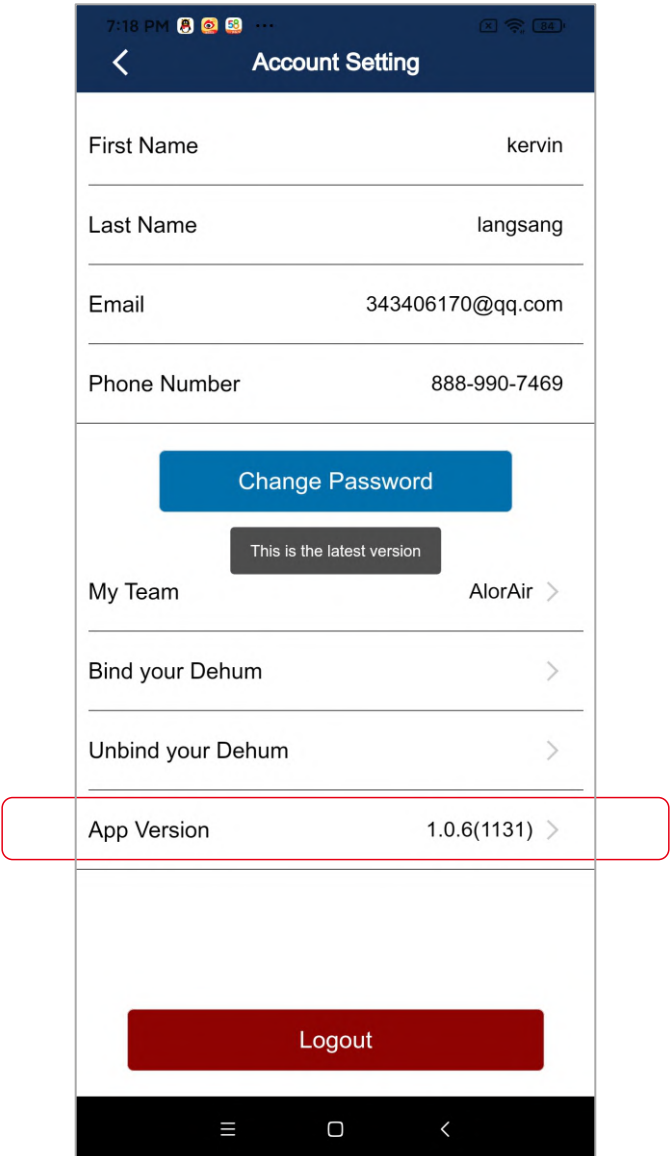 7:18 PM 58 ... 84
Account Setting
First Name kervin
Last Name langsang
Email 343406170@qq.com
Phone Number 888-990-7469
Change Password
This is the latest version
My Team AlorAir
Bind your Dehum
Unbind your Dehum
App Version 1.0.6(1131)
Logout